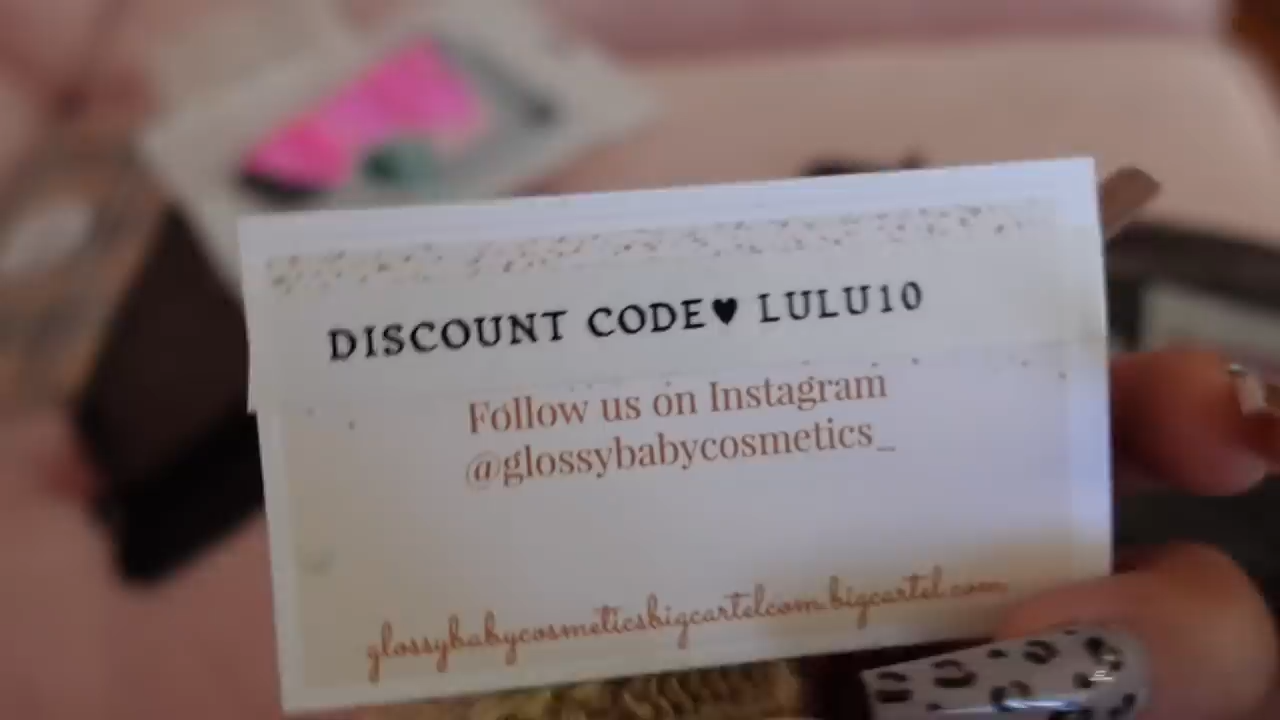 DISCOUNT CODE♥ LULU10
Follow us on Instagram
@glossybabycosmetics_
glossybabycosmeticsbigcartelcom.bigcartel.com